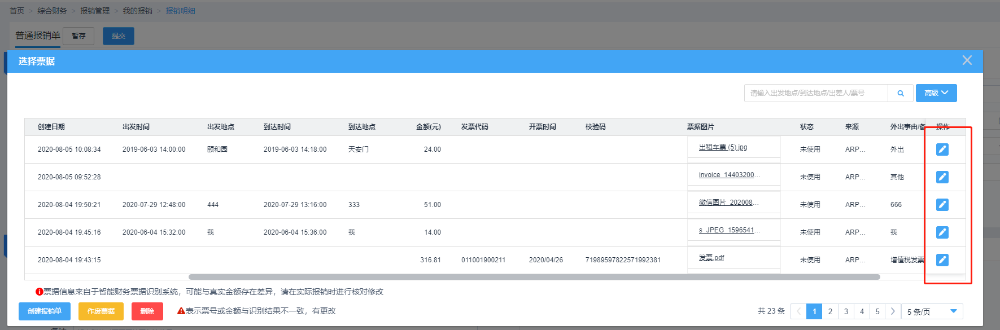 首页 > 综合财务 > 报销管理 > 我的报销 > 报销明细
普通报销单 暂存 提交
选择票据
请输入出发地点/到达地点/出差人/票号 高级
创建日期 出发时间 出发地点 到达时间 到达地点 金额(元) 发票代码 开票时间 校验码 票据图片 状态 来源 外出事由/备 操作
2020-08-05 10:08:34 2019-06-03 14:00:00 颐和园 2019-06-03 14:18:00 天安门 24.00 出租车票 (5).jpg 未使用 ARP... 外出
2020-08-05 09:52:28 invoice_14403200... 未使用 ARP... 其他
2020-08-04 19:50:21 2020-07-29 12:48:00 444 2020-07-29 13:16:00 333 51.00 微信图片_202008... 未使用 ARP... 666
2020-08-04 19:45:16 2020-06-04 15:32:00 我 2020-06-04 15:36:00 我 14.00 s_JPEG_1596541... 未使用 ARP... 我
2020-08-04 19:43:15 316.81 011001900211 2020/04/26 71989597822571992381 发票.pdf 未使用 ARP... 增值税发票
票据信息来自于智能财务票据识别系统，可能与真实金额存在差异，请在实际报销时进行核对修改
创建报销单 作废票据 删除 表示票号或金额与识别结果不一致，有更改 共 23 条 < 1 2 3 4 5 > 5 条/页